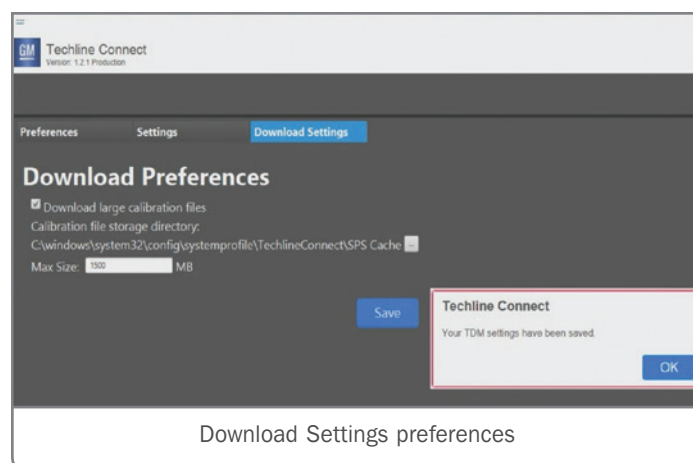 GM
Techline Connect
Version: 1.2.1 Production
Preferences
Settings
Download Settings
Download Preferences
Download large calibration files
Calibration file storage directory:
C:\windows\system32\config\systemprofile\TechlineConnect\SPS Cache ...
Max Size: 1500 MB
Save
Techline Connect
Your TDM settings have been saved.
OK
Download Settings preferences